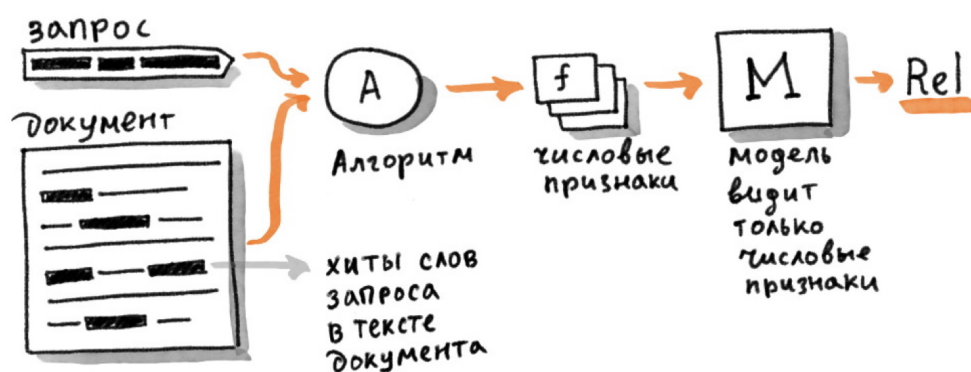 запрос
документ
A
Алгоритм
f
числовые
признаки
M
модель
видит
только
числовые
признаки
Rel
хиты слов
запроса
в тексте
документа